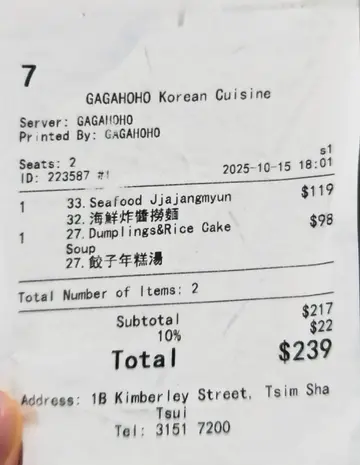 7
GAGAHOHO Korean Cuisine
Server: GAGAHOHO
Printed By: GAGAHOHO
s1
Seats: 2
ID: 223587 #1 2025-10-15 18:01
1 33. Seafood Jjajangmyun $119
32. 海鮮炸醬撈麵
1 27. Dumplings&Rice Cake $98
Soup
27. 餃子年糕湯
Total Number of Items: 2
Subtotal $217
10% $22
Total $239
Address: 1B Kimberley Street, Tsim Sha
Tsui
Tel: 3151 7200